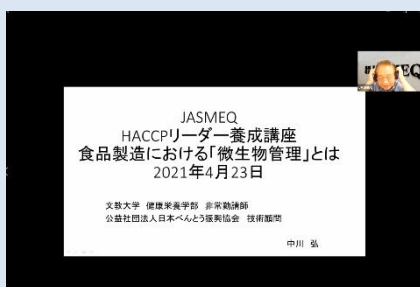 JASMEQ
HACCPリーダー養成講座
食品製造における「微生物管理」とは
2021年4月23日
文教大学 健康栄養学部 非常勤講師
公益社団法人日本べんとう振興協会 技術顧問
中川 弘